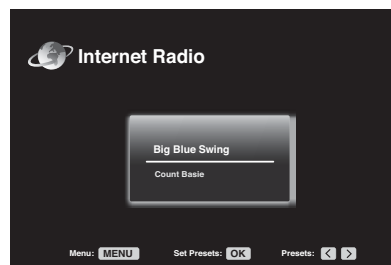 Internet Radio
Big Blue Swing
Count Basie
Menu: MENU Set Presets: OK Presets: < >